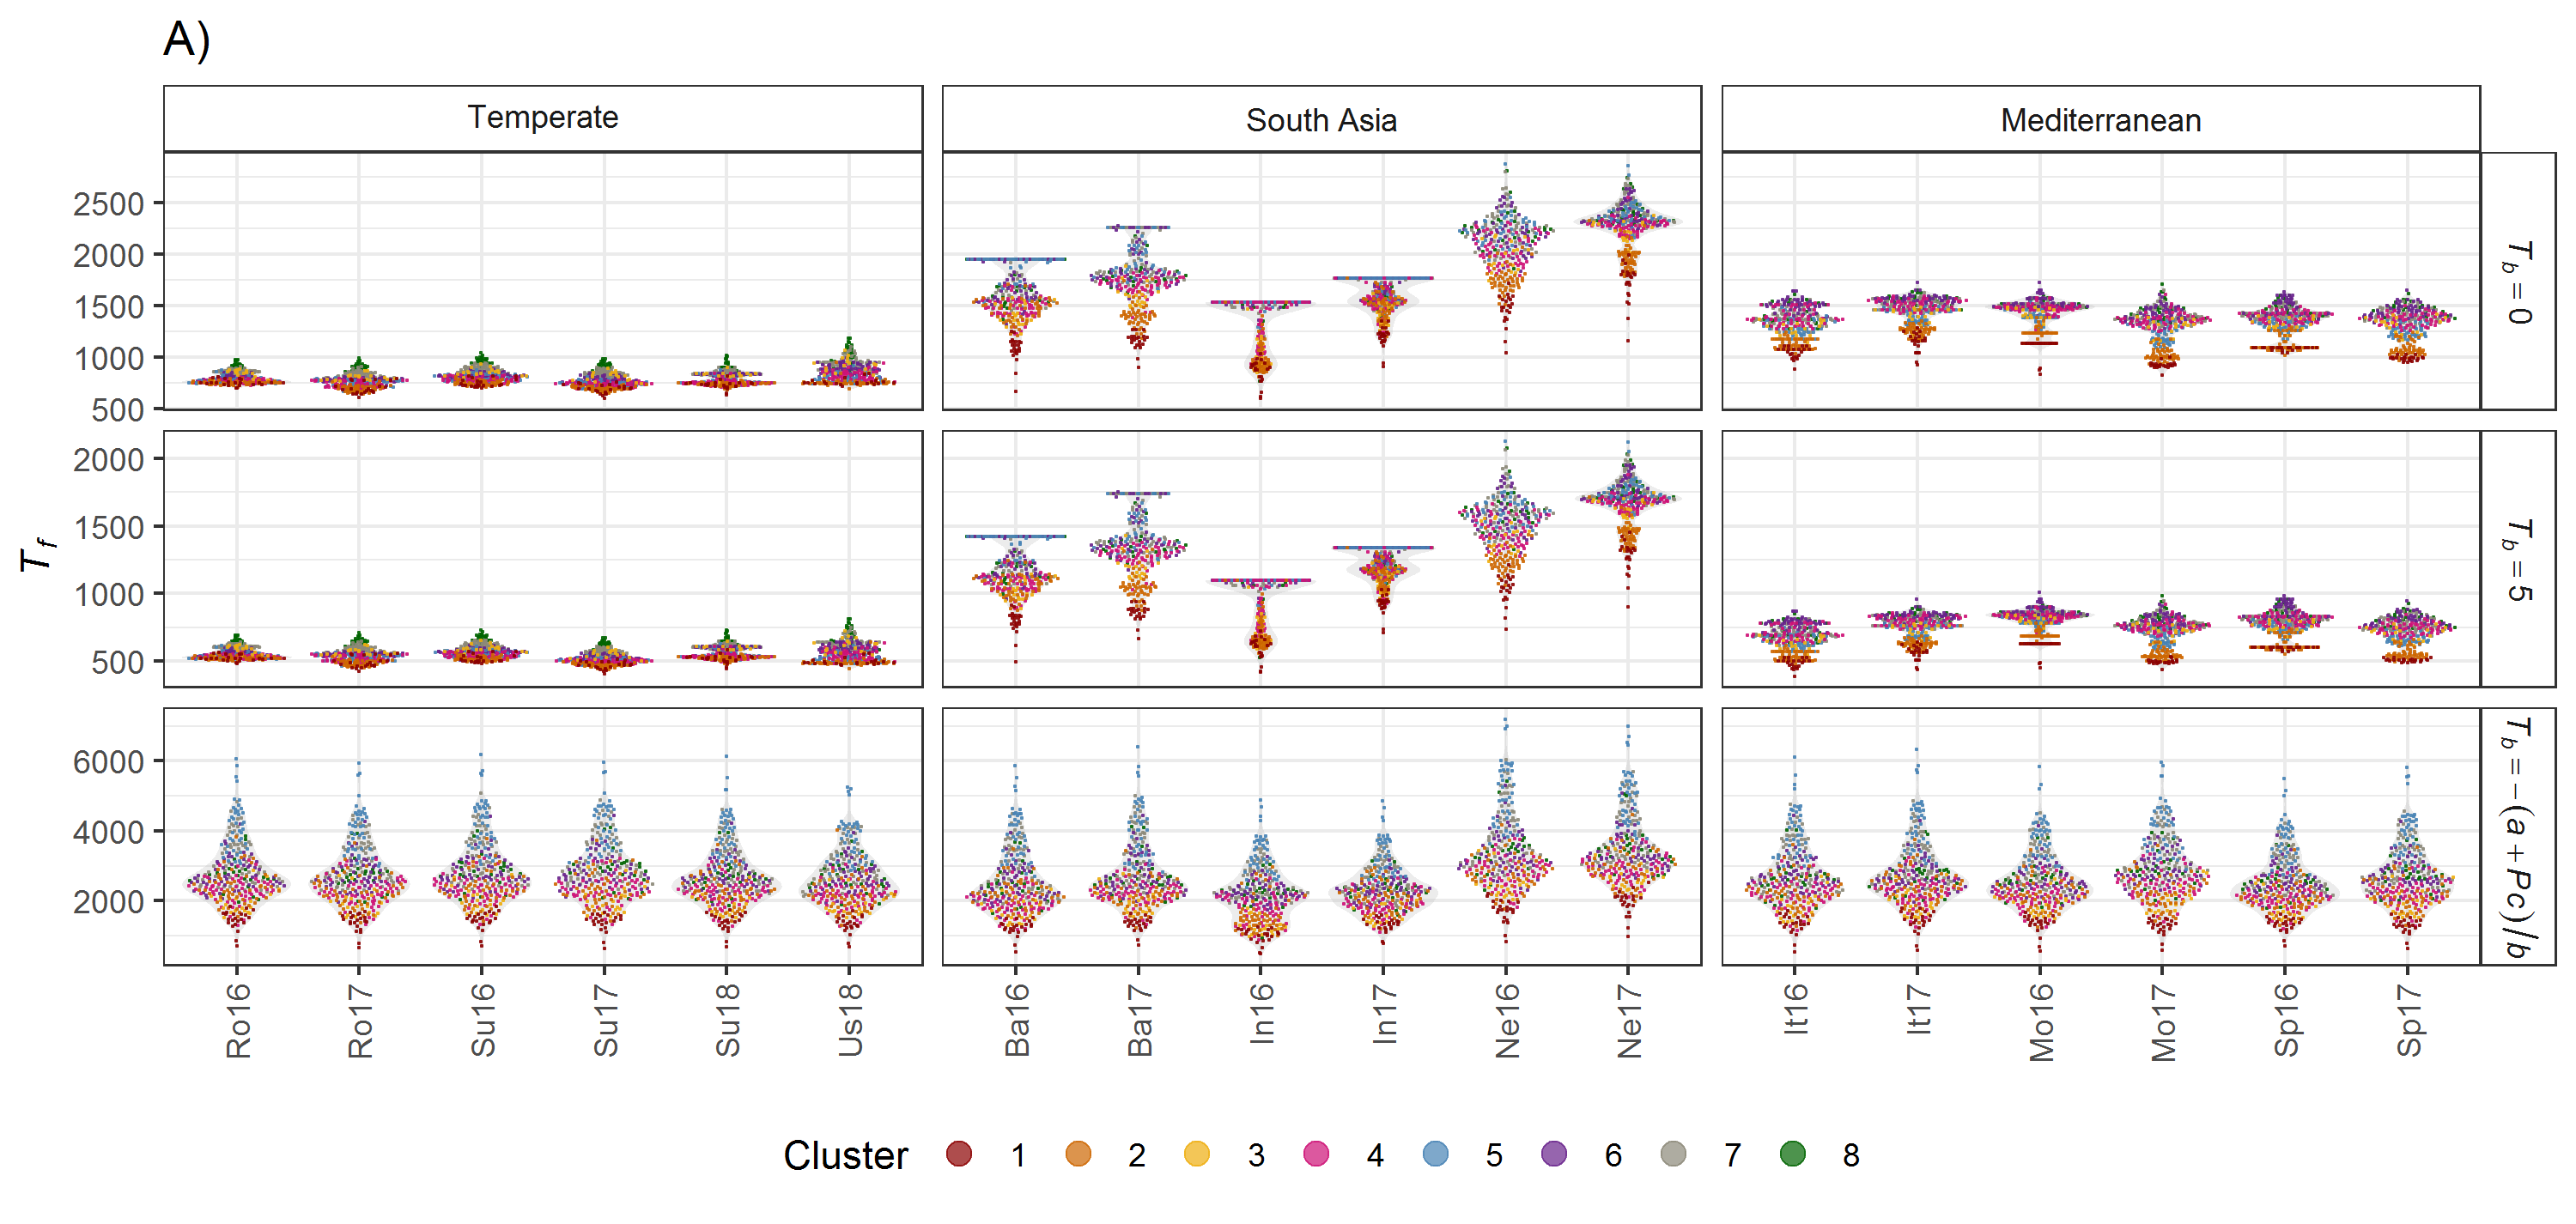 A)
Temperate South Asia Mediterranean
2500
2000
1500
1000
500
T_b = 0
2000
1500
1000
500
T_b = 5
T_f
6000
4000
2000
T_b = −(a + Pc)/b
Ro16 Ro17 Su16 Su17 Su18 Us18 Ba16 Ba17 In16 In17 Ne16 Ne17 It16 It17 Mo16 Mo17 Sp16 Sp17
Cluster 1 2 3 4 5 6 7 8